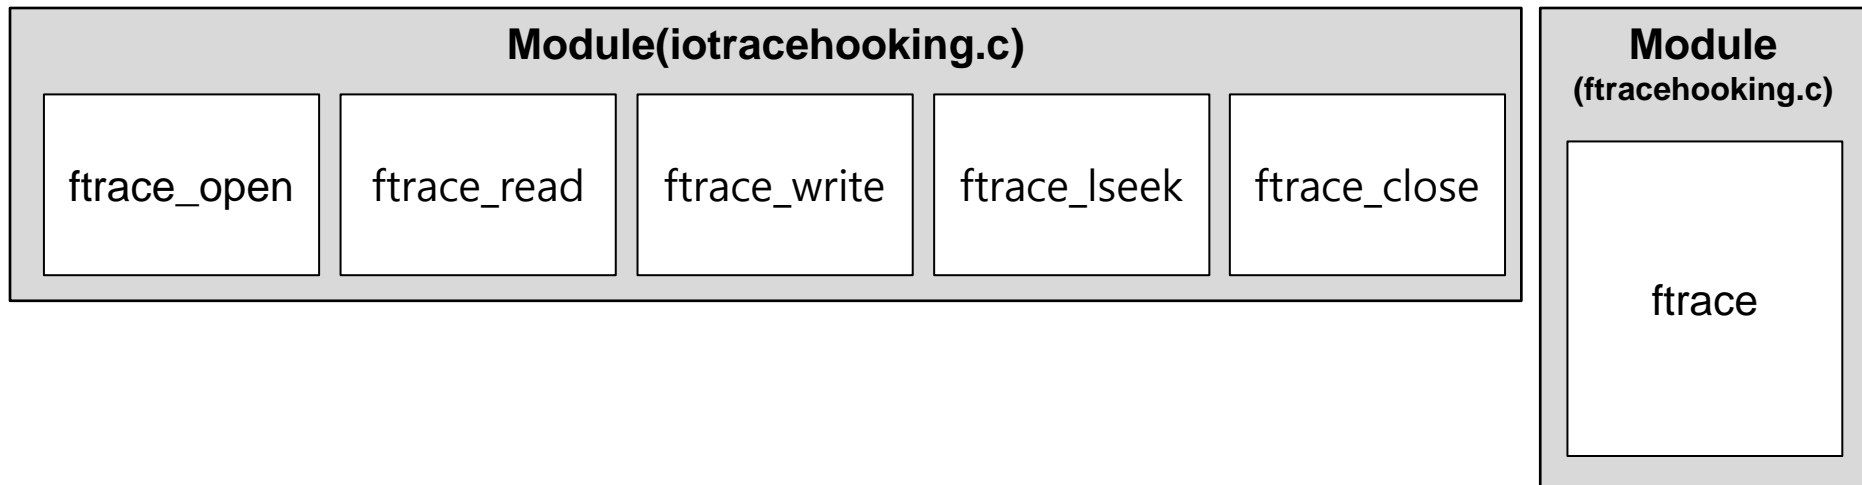 Module(iotracehooking.c)
ftrace_open
ftrace_read
ftrace_write
ftrace_lseek
ftrace_close
Module
(ftracehooking.c)
ftrace